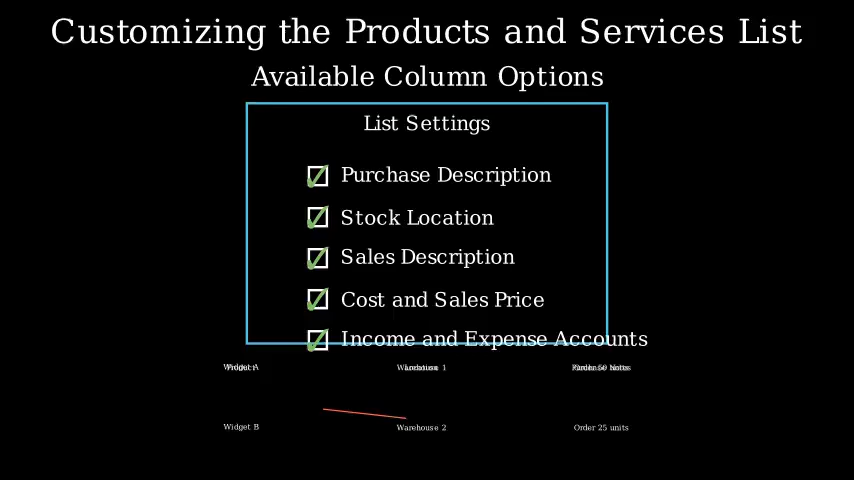 Customizing the Products and Services List
Available Column Options
List Settings
Purchase Description
Stock Location
Sales Description
Cost and Sales Price
Income and Expense Accounts
Widget A
Warehouse 1
Widget B Warehouse 2 Order 25 units